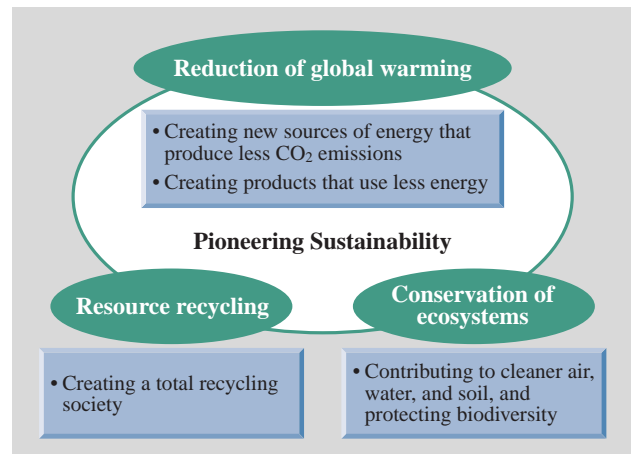 Reduction of global warming
• Creating new sources of energy that
produce less CO₂ emissions
• Creating products that use less energy
Pioneering Sustainability
Resource recycling
• Creating a total recycling
society
Conservation of
ecosystems
• Contributing to cleaner air,
water, and soil, and
protecting biodiversity